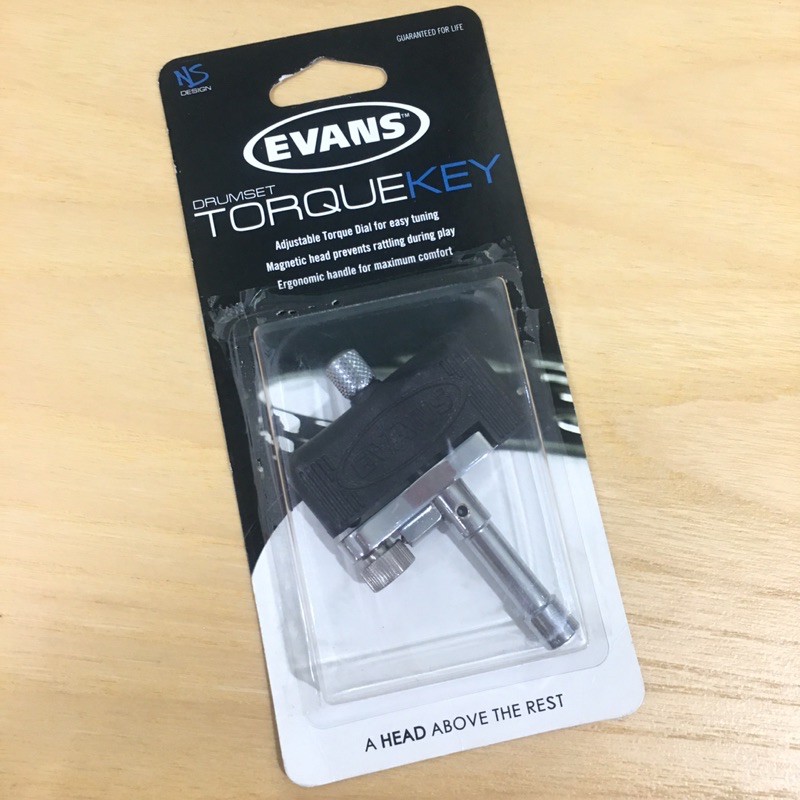 NS
DESIGN
GUARANTEED FOR LIFE
EVANS™
DRUMSET
TORQUEKEY
Adjustable Torque Dial for easy tuning
Magnetic head prevents rattling during play
Ergonomic handle for maximum comfort
EVANS
A HEAD ABOVE THE REST